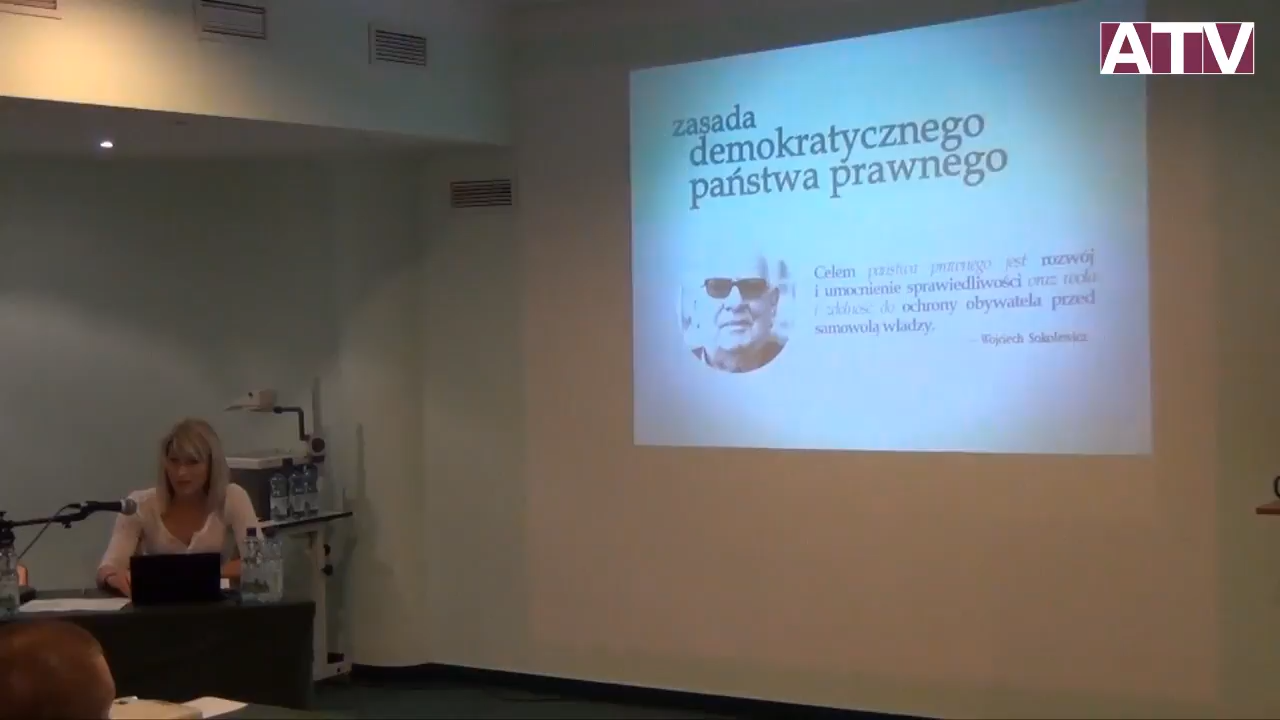 ATV
zasada
demokratycznego
państwa prawnego
Celem państwa prawnego jest rozwój
i umocnienie sprawiedliwości oraz realna
i zdolność do ochrony obywatela przed
samowolą władzy.
– Wojciech Sokolewicz